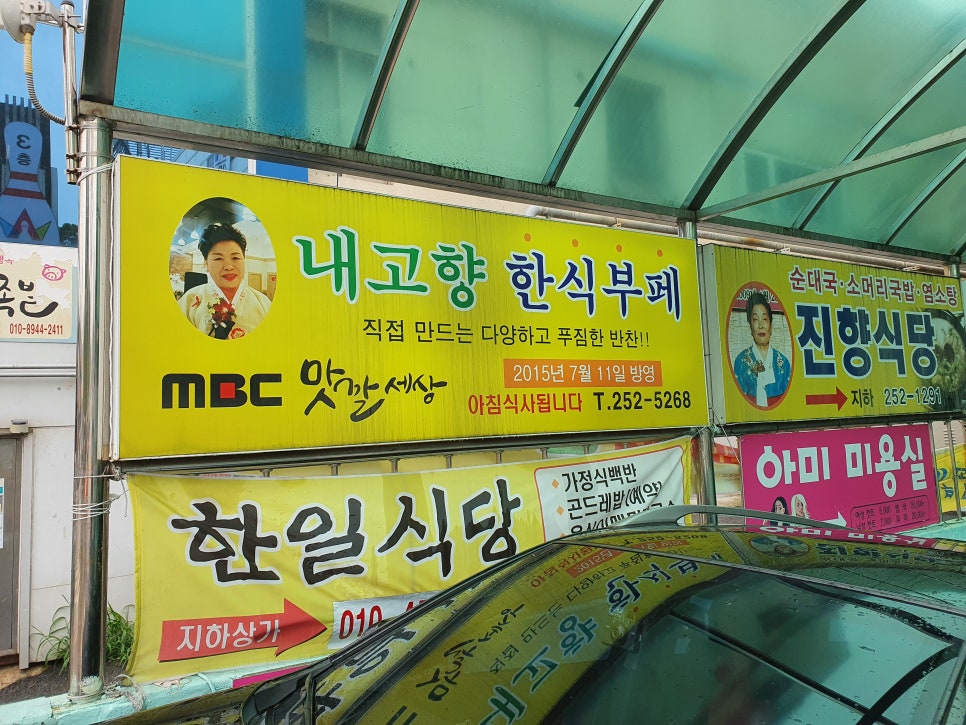 3층
010-8944-2411
내고향 한식부페
직접 만드는 다양하고 푸짐한 반찬!!
MBC 맛깔세상
2015년 7월 11일 방영
아침식사됩니다 T.252-5268
순대국·소머리국밥·염소탕
진향식당
지하 252-1291
한일식당
가정식백반
곤드레밥(예약)
지하상가
010
아미 미용실